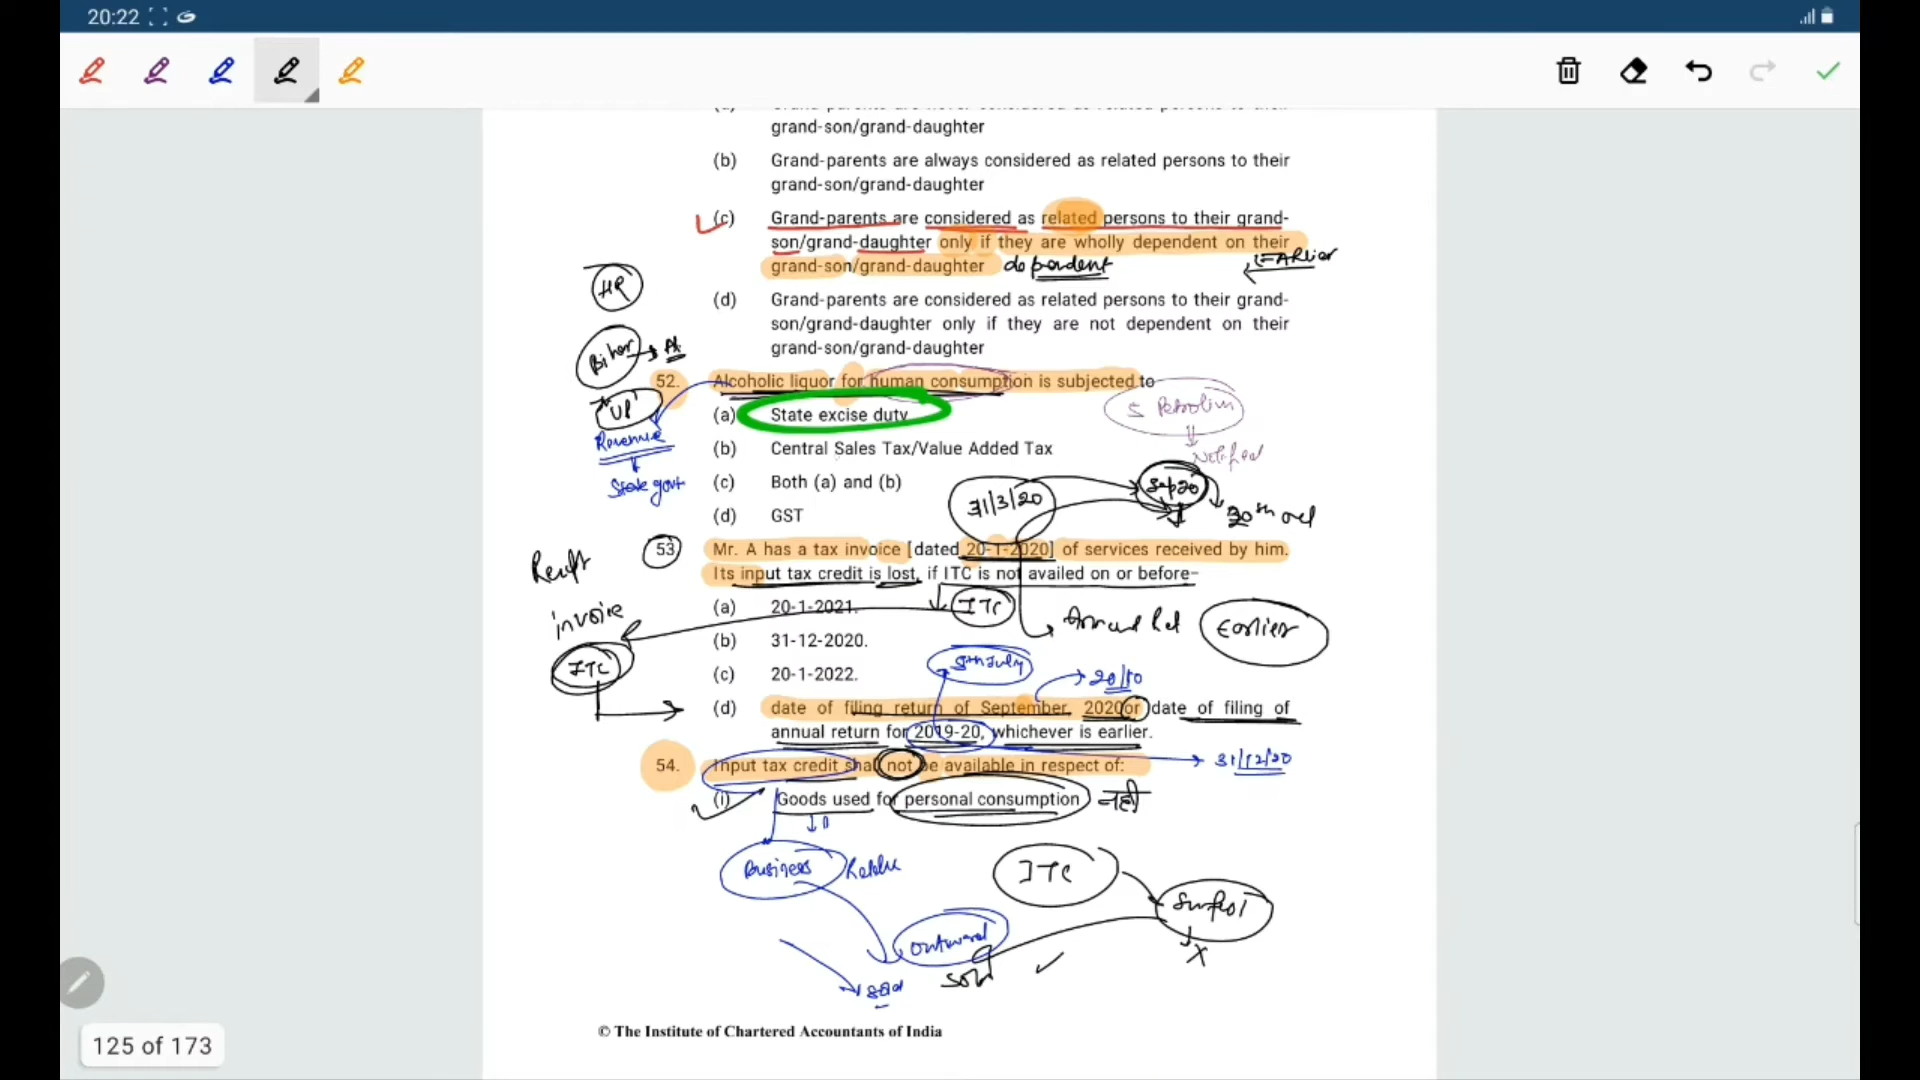 20:22
grand-son/grand-daughter
(b) Grand-parents are always considered as related persons to their
grand-son/grand-daughter
(c) Grand-parents are considered as related persons to their grand-
son/grand-daughter only if they are wholly dependent on their
grand-son/grand-daughter dependent
Earlier
HR
(d) Grand-parents are considered as related persons to their grand-
son/grand-daughter only if they are not dependent on their
grand-son/grand-daughter
Bihar
52. Alcoholic liquor for human consumption is subjected to
UP
(a) State excise duty
5 Petroleum
Revenue
(b) Central Sales Tax/Value Added Tax
Notified
State govt
(c) Both (a) and (b)
31/3/20
Sep20
(d) GST
53 Mr. A has a tax invoice [dated 20-1-2020] of services received by him.
Its input tax credit is lost, if ITC is not availed on or before-
(a) 20-1-2021.
ITC
invoice
Earlier
(b) 31-12-2020.
ITC
5th July
(c) 20-1-2022.
20/10
(d) date of filing return of September, 2020 or date of filing of
annual return for 2019-20, whichever is earlier.
31/12/20
54. Input tax credit shall not be available in respect of:
(i) Goods used for personal consumption नही
Business
ITC
outward
sold
© The Institute of Chartered Accountants of India
125 of 173